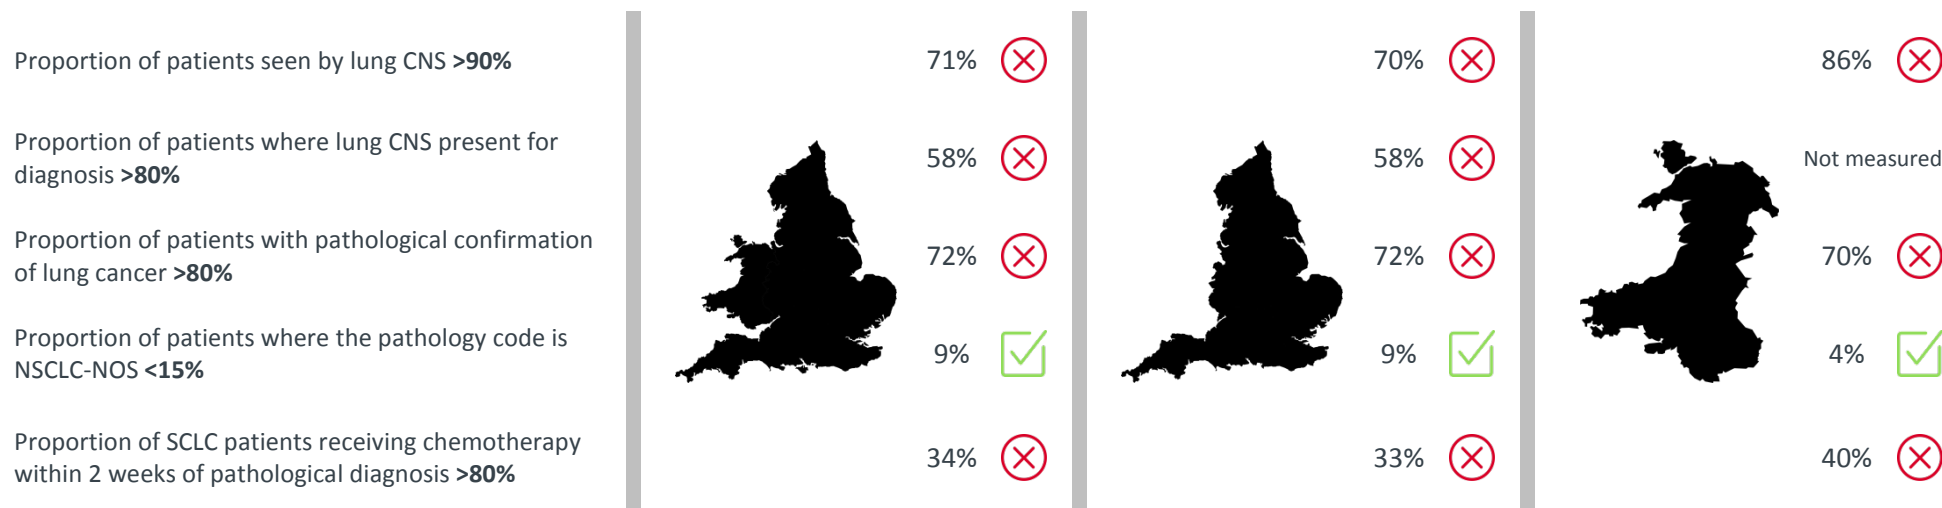 Proportion of patients seen by lung CNS >90%
71%
70%
86%
Proportion of patients where lung CNS present for
diagnosis >80%
58%
58%
Not measured
Proportion of patients with pathological confirmation
of lung cancer >80%
72%
72%
70%
Proportion of patients where the pathology code is
NSCLC-NOS <15%
9%
9%
4%
Proportion of SCLC patients receiving chemotherapy
within 2 weeks of pathological diagnosis >80%
34%
33%
40%